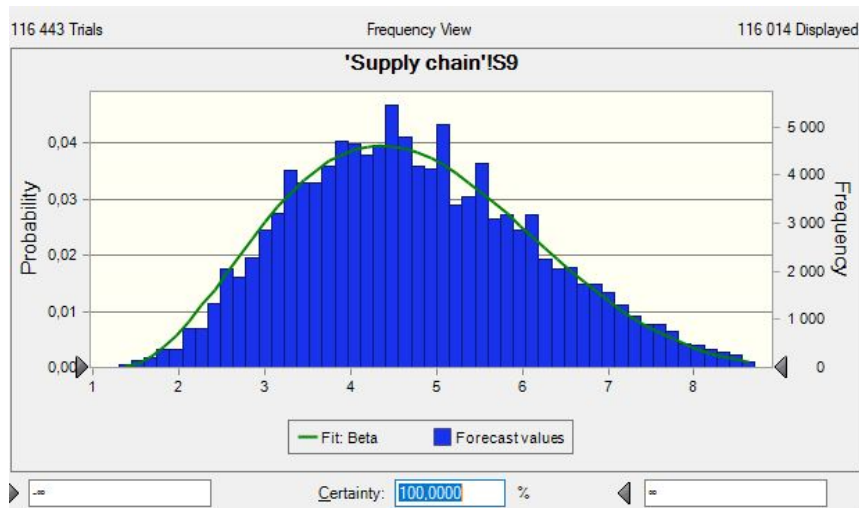 116 443 Trials Frequency View 116 014 Displayed
'Supply chain'!S9
0,04
0,03
0,02
0,01
0,00
Probability
5 000
4 000
3 000
2 000
1 000
0
Frequency
1 2 3 4 5 6 7 8
Fit: Beta Forecast values
-∞ Certainty: 100,0000 % ∞